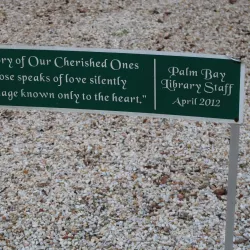 ry of Our Cherished Ones
ose speaks of love silently
age known only to the heart."
Palm Bay
Library Staff
April 2012